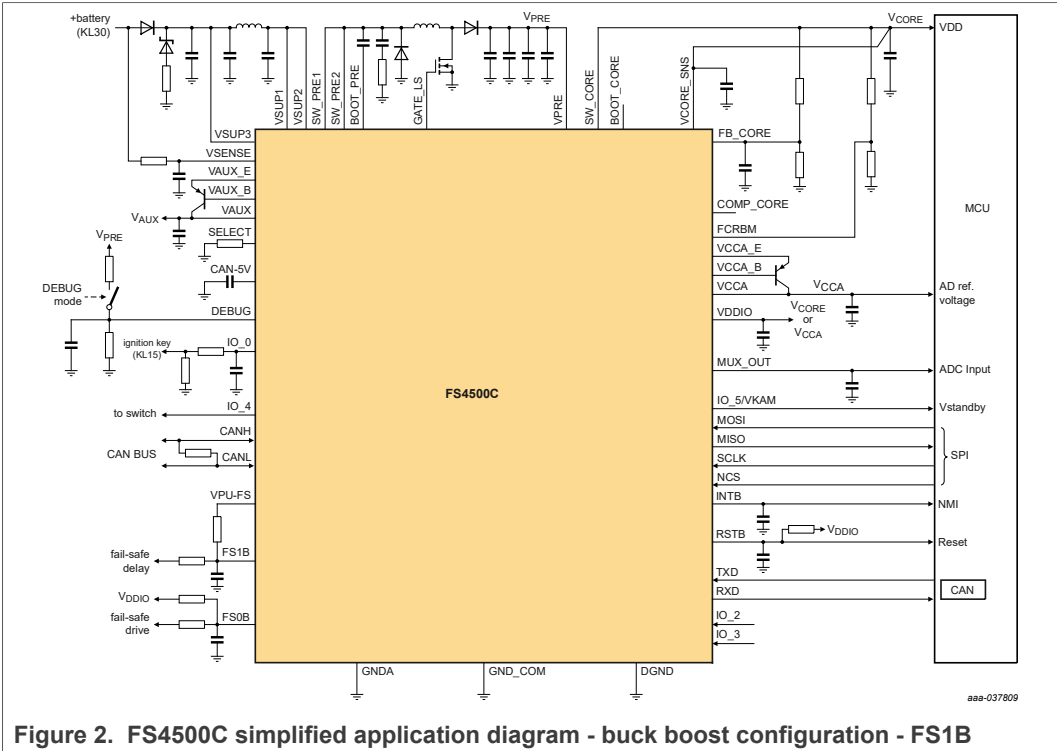 +battery
(KL30)
VPRE
VCORE
VDD
VSUP1
VSUP2
SW_PRE1
SW_PRE2
BOOT_PRE
GATE_LS
VPRE
SW_CORE
BOOT_CORE
VCORE_SNS
VSUP3
VSENSE
VAUX_E
VAUX_B
VAUX
VAUX
SELECT
VPRE
CAN-5V
DEBUG
mode
DEBUG
ignition key
(KL15)
IO_0
to switch
IO_4
CANH
CAN BUS
CANL
VPU-FS
fail-safe
delay
FS1B
VDDIO
fail-safe
drive
FS0B
FS4500C
FB_CORE
COMP_CORE
FCRBM
VCCA_E
VCCA_B
VCCA
VCCA
VDDIO
VCORE
or
VCCA
MUX_OUT
IO_5/VKAM
MOSI
MISO
SCLK
NCS
INTB
RSTB
VDDIO
TXD
RXD
IO_2
IO_3
MCU
AD ref.
voltage
ADC Input
Vstandby
SPI
NMI
Reset
CAN
GNDA
GND_COM
DGND
aaa-037809
Figure 2. FS4500C simplified application diagram - buck boost configuration - FS1B